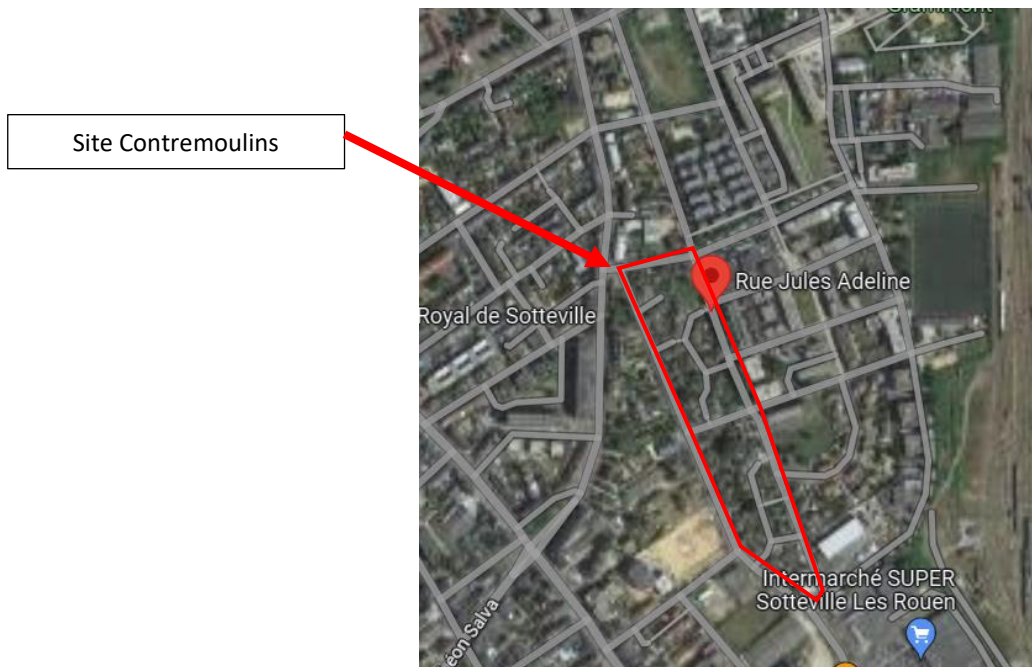 Site Contremoulins
Rue Jules Adeline
Royal de Sotteville
Intermarché SUPER
Sotteville Les Rouen
éon Salva